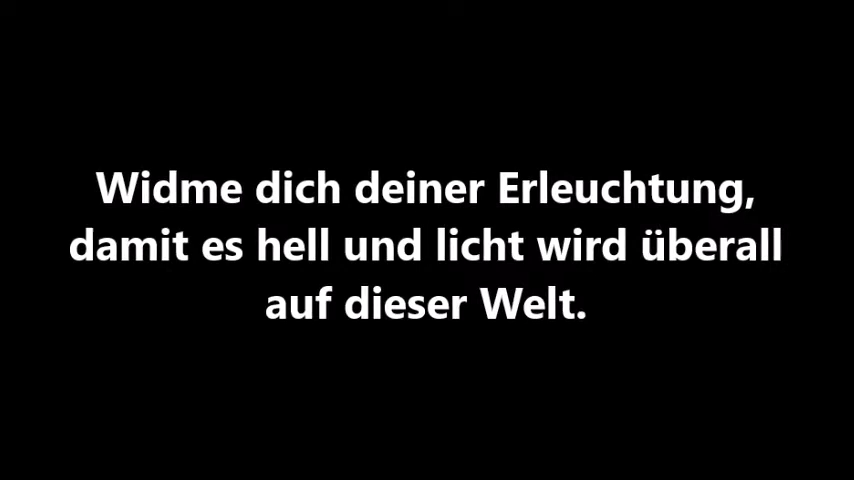 Widme dich deiner Erleuchtung,
damit es hell und licht wird überall
auf dieser Welt.